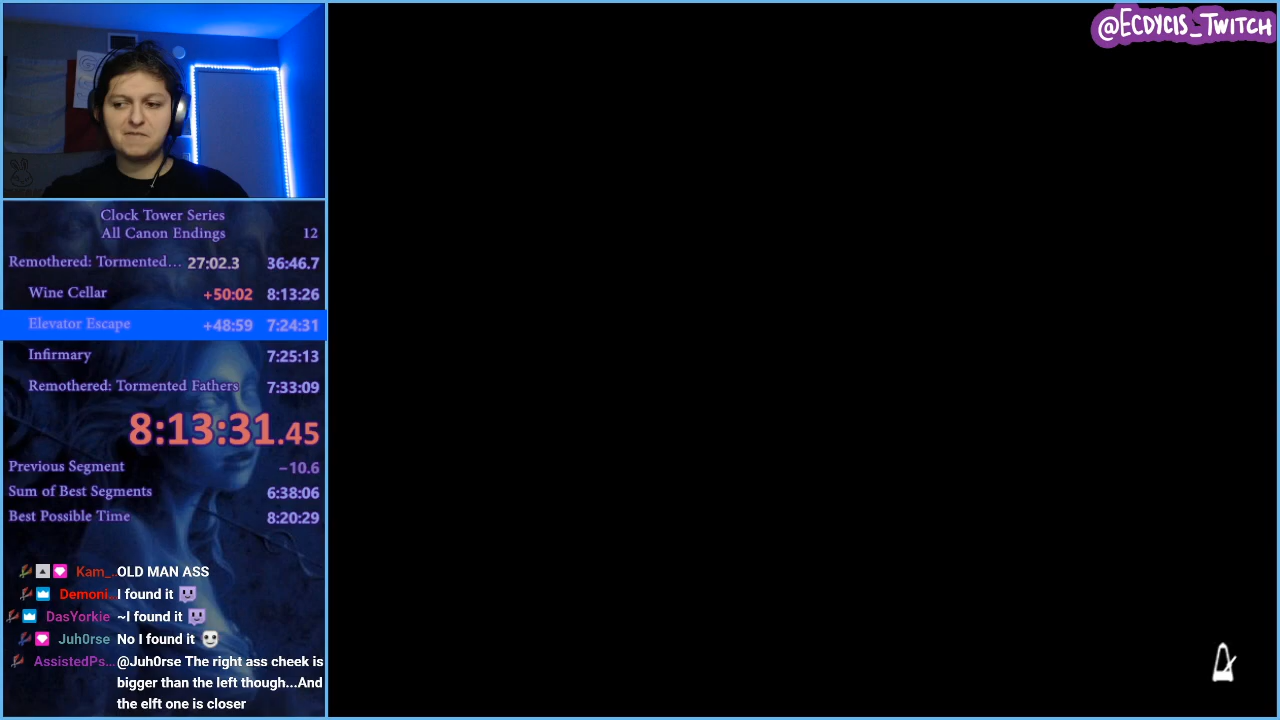 @ECDYCIS_TWITCH
Clock Tower Series
All Canon Endings 12
Remothered: Tormented... 27:02.3 36:46.7
Wine Cellar +50:02 8:13:26
Elevator Escape +48:59 7:24:31
Infirmary 7:25:13
Remothered: Tormented Fathers 7:33:09
8:13:31.45
Previous Segment −10.6
Sum of Best Segments 6:38:06
Best Possible Time 8:20:29
Kam_... OLD MAN ASS
Demoni... I found it
DasYorkie ~I found it
Juh0rse No I found it
AssistedPs... @Juh0rse The right ass cheek is
bigger than the left though...And
the elft one is closer